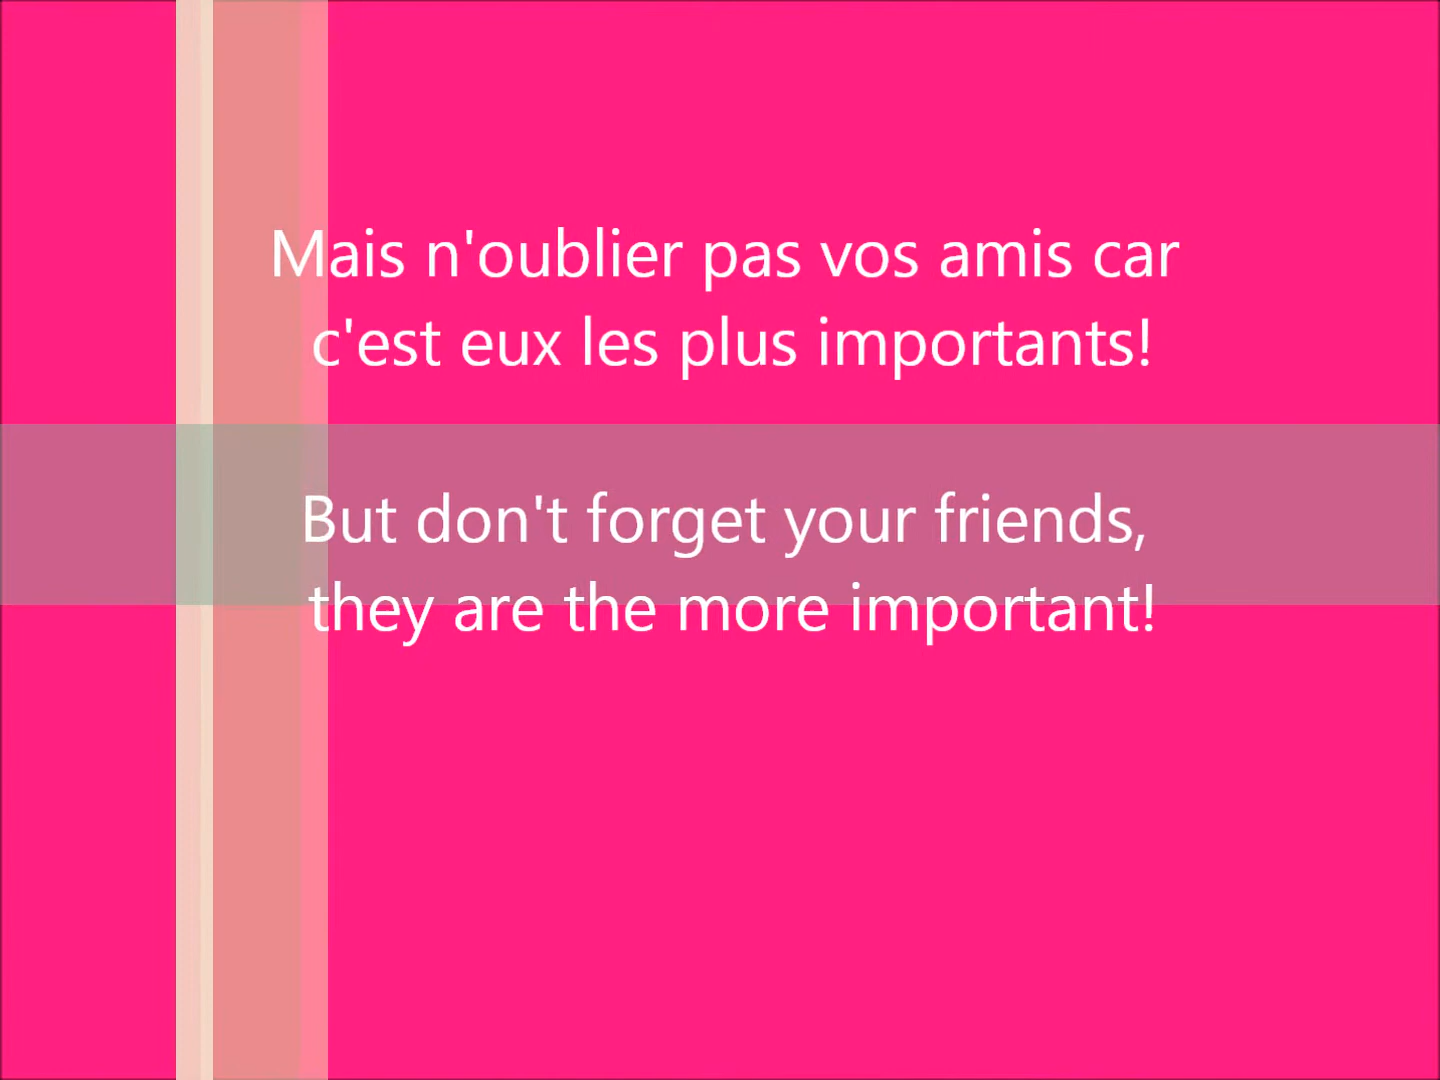 Mais n'oublier pas vos amis car
c'est eux les plus importants!
But don't forget your friends,
they are the more important!